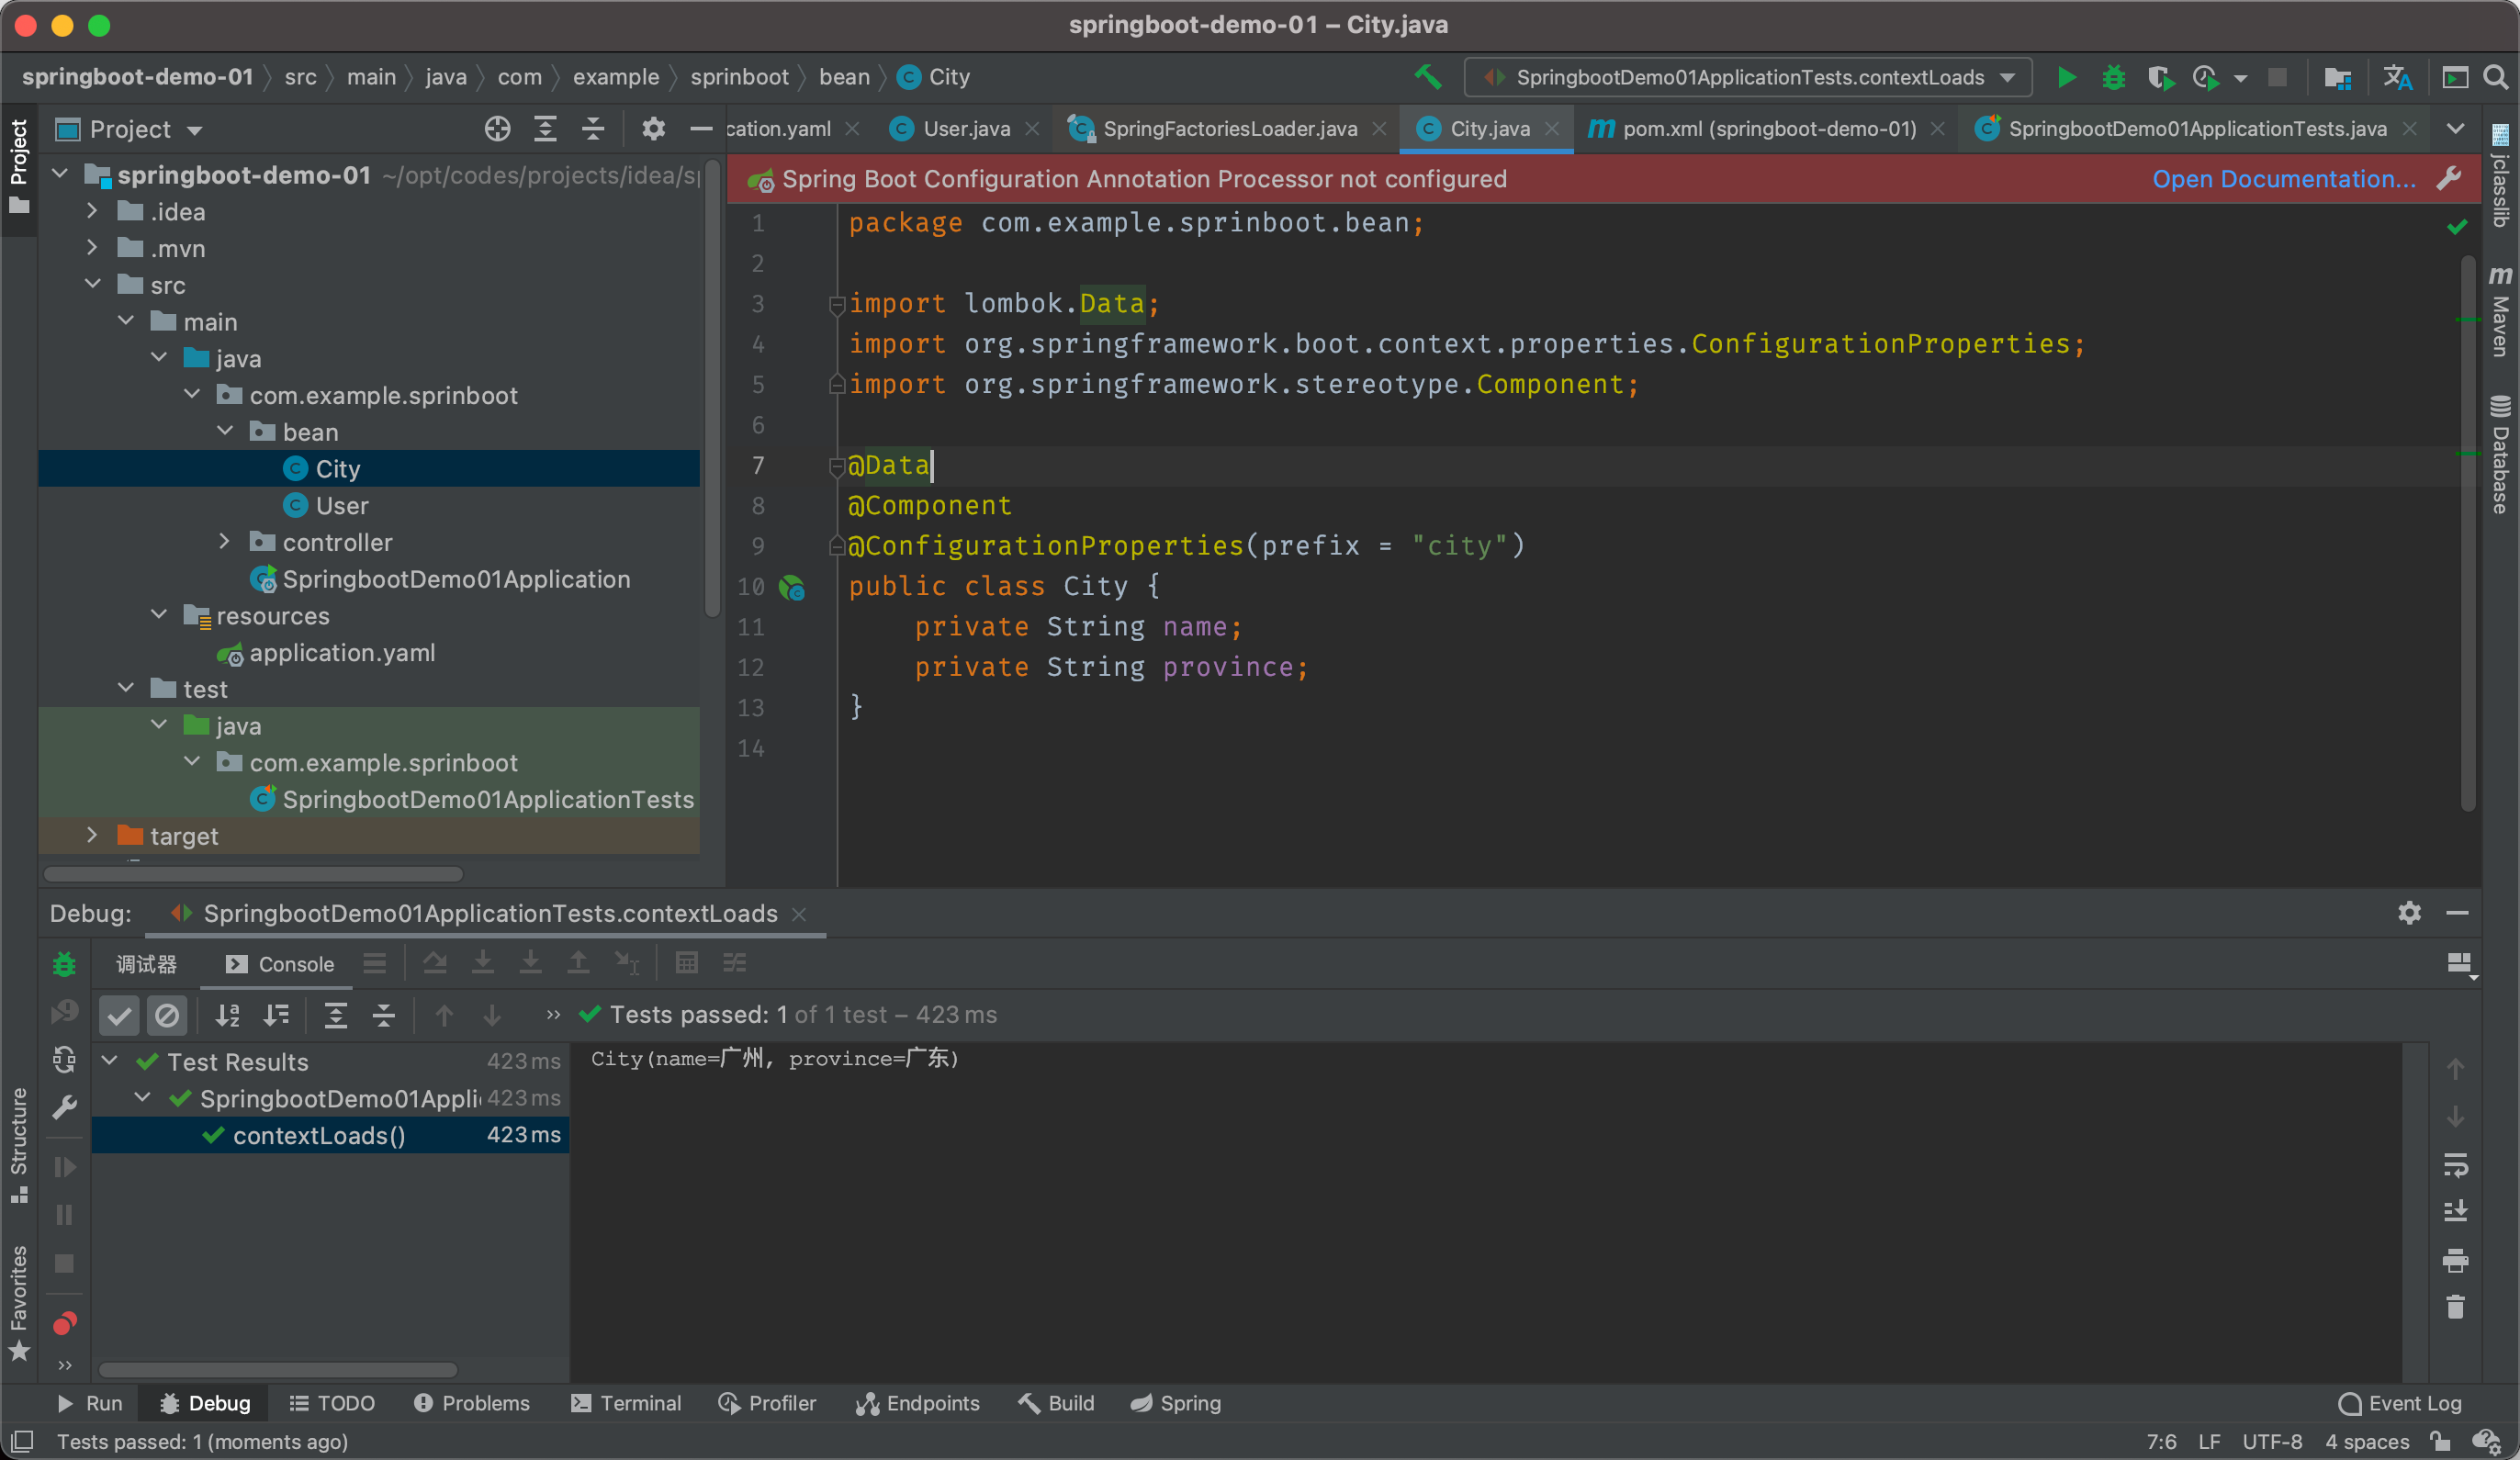 springboot-demo-01 – City.java
springboot-demo-01 src main java com example sprinboot bean City
SpringbootDemo01ApplicationTests.contextLoads
Project
Project
cation.yaml
User.java
SpringFactoriesLoader.java
City.java
pom.xml (springboot-demo-01)
SpringbootDemo01ApplicationTests.java
springboot-demo-01 ~/opt/codes/projects/idea/s
.idea
.mvn
src
main
java
com.example.sprinboot
bean
City
User
controller
SpringbootDemo01Application
resources
application.yaml
test
java
com.example.sprinboot
SpringbootDemo01ApplicationTests
target
Spring Boot Configuration Annotation Processor not configured
Open Documentation...
1 package com.example.sprinboot.bean;
2
3 import lombok.Data;
4 import org.springframework.boot.context.properties.ConfigurationProperties;
5 import org.springframework.stereotype.Component;
6
7 @Data
8 @Component
9 @ConfigurationProperties(prefix = "city")
10 public class City {
11 private String name;
12 private String province;
13 }
14
jclasslib
Maven
Database
Debug: SpringbootDemo01ApplicationTests.contextLoads
调试器
Console
Tests passed: 1 of 1 test – 423 ms
Test Results 423 ms
SpringbootDemo01Appli 423 ms
contextLoads() 423 ms
City(name=广州, province=广东)
Structure
Favorites
Run
Debug
TODO
Problems
Terminal
Profiler
Endpoints
Build
Spring
Event Log
Tests passed: 1 (moments ago)
7:6 LF UTF-8 4 spaces